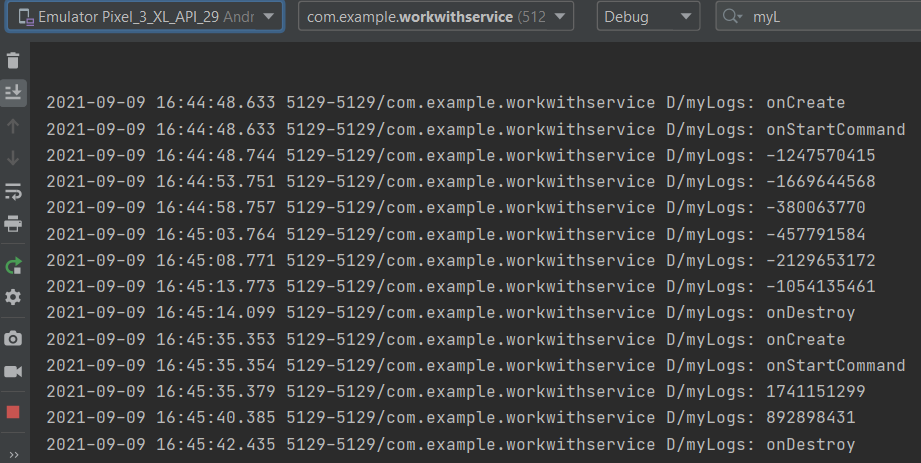 Emulator Pixel_3_XL_API_29 Andr com.example.workwithservice (512 Debug myL
2021-09-09 16:44:48.633 5129-5129/com.example.workwithservice D/myLogs: onCreate
2021-09-09 16:44:48.633 5129-5129/com.example.workwithservice D/myLogs: onStartCommand
2021-09-09 16:44:48.744 5129-5129/com.example.workwithservice D/myLogs: -1247570415
2021-09-09 16:44:53.751 5129-5129/com.example.workwithservice D/myLogs: -1669644568
2021-09-09 16:44:58.757 5129-5129/com.example.workwithservice D/myLogs: -380063770
2021-09-09 16:45:03.764 5129-5129/com.example.workwithservice D/myLogs: -457791584
2021-09-09 16:45:08.771 5129-5129/com.example.workwithservice D/myLogs: -2129653172
2021-09-09 16:45:13.773 5129-5129/com.example.workwithservice D/myLogs: -1054135461
2021-09-09 16:45:14.099 5129-5129/com.example.workwithservice D/myLogs: onDestroy
2021-09-09 16:45:35.353 5129-5129/com.example.workwithservice D/myLogs: onCreate
2021-09-09 16:45:35.354 5129-5129/com.example.workwithservice D/myLogs: onStartCommand
2021-09-09 16:45:35.379 5129-5129/com.example.workwithservice D/myLogs: 1741151299
2021-09-09 16:45:40.385 5129-5129/com.example.workwithservice D/myLogs: 892898431
2021-09-09 16:45:42.435 5129-5129/com.example.workwithservice D/myLogs: onDestroy